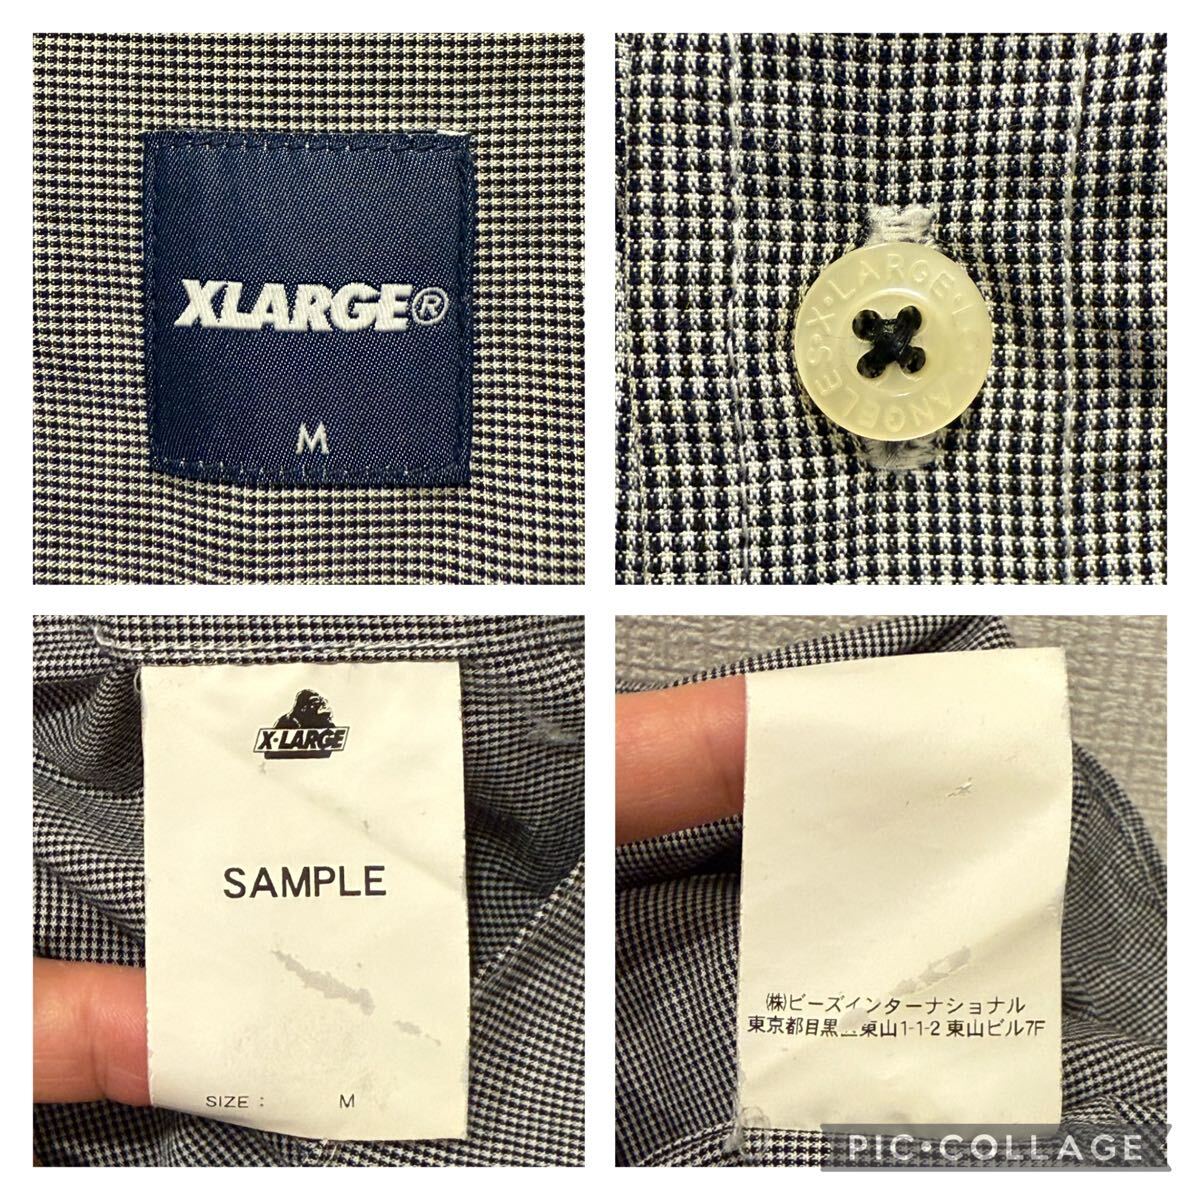 XLARGE®
M
X-LARGE·LOS ANGELES
X-LARGE
SAMPLE
SIZE : M
㈱ビーズインターナショナル
東京都目黒区東山1-1-2 東山ビル7F
PIC•COLLAGE